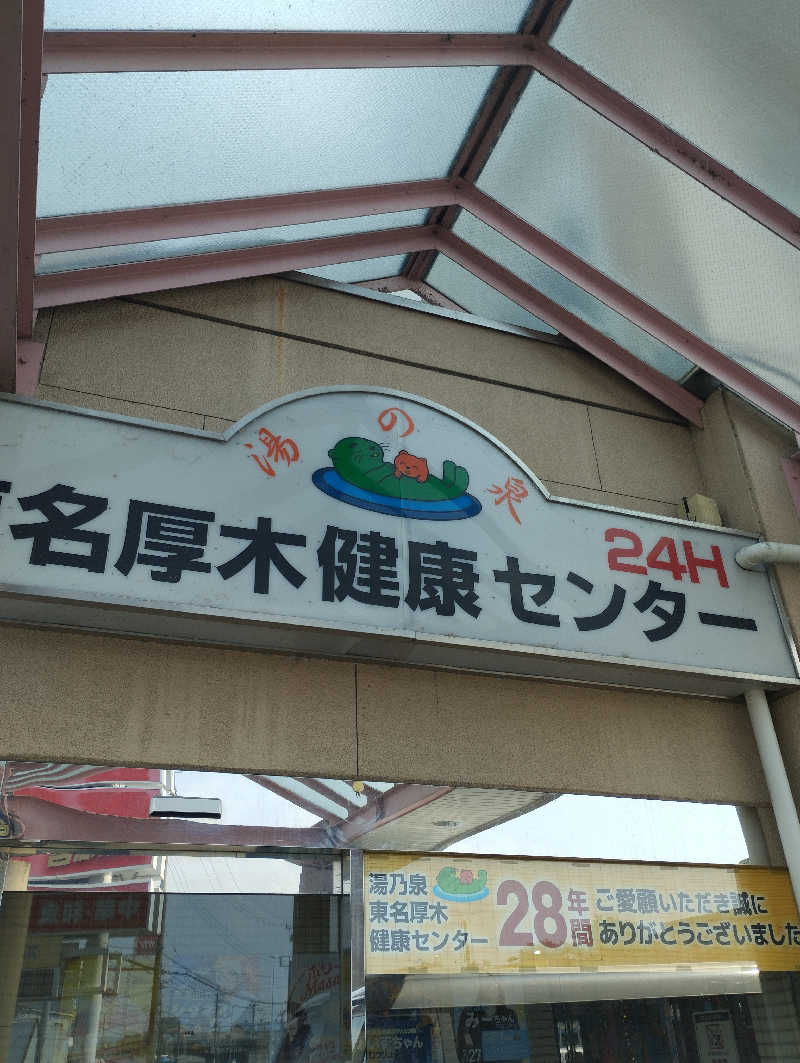 湯の泉
東名厚木健康センター
24H
湯乃泉
東名厚木
健康センター
28年間
ご愛顧いただき誠に
ありがとうございました